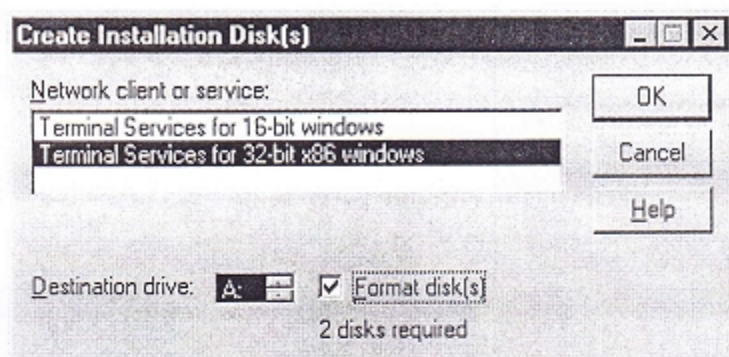 Create Installation Disk(s)
Network client or service:
Terminal Services for 16-bit windows
Terminal Services for 32-bit x86 windows
OK
Cancel
Help
Destination drive:
A:
Format disk(s)
2 disks required